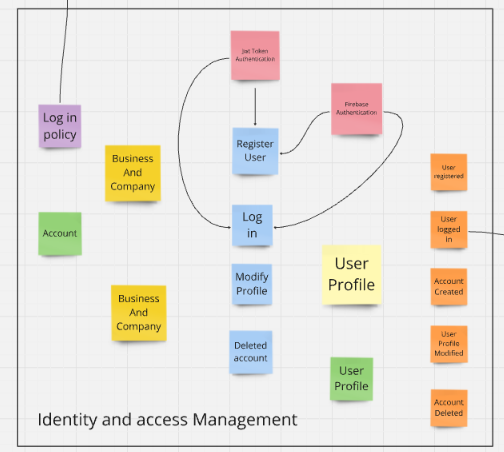 Jwt Token
Authentication
Firebase
Authentication
Log in
policy
Register
User
Business
And
Company
User
registered
Account
Log
in
User
logged
in
Modify
Profile
User
Profile
Account
Created
Business
And
Company
Deleted
account
User
Profile
Modified
User
Profile
Account
Deleted
Identity and access Management